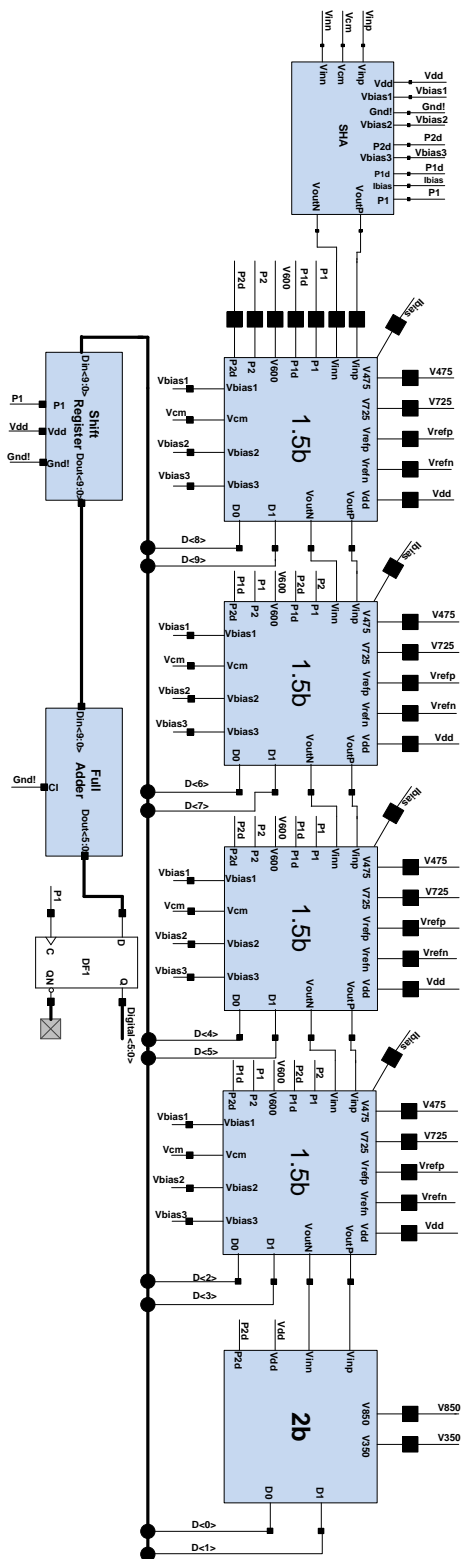 Vinn
Vcm
Vinp
Vinn
Vcm
Vinp
SHA
Vdd
Vbias1
Gnd!
Vbias2
P2d
Vbias3
P1d
Ibias
P1
Vdd
Vbias1
Gnd!
Vbias2
P2d
Vbias3
P1d
Ibias
P1
VoutN
VoutP
P2d
P2
V600
P1d
P1
Ibias
P2d
P2
V600
P1d
P1
Vinn
Vinp
1.5b
Vbias1
Vcm
Vbias2
Vbias3
Vbias1
Vcm
Vbias2
Vbias3
V475
V725
Vrefp
Vrefn
Vdd
V475
V725
Vrefp
Vrefn
Vdd
D0
D1
VoutN
VoutP
D<8>
D<9>
P1d
P1
V600
P2d
P2
Ibias
P2d
P2
V600
P1d
P1
Vinn
Vinp
1.5b
Vbias1
Vcm
Vbias2
Vbias3
Vbias1
Vcm
Vbias2
Vbias3
V475
V725
Vrefp
Vrefn
Vdd
V475
V725
Vrefp
Vrefn
Vdd
D0
D1
VoutN
VoutP
D<6>
D<7>
P2d
P2
V600
P1d
P1
Ibias
P2d
P2
V600
P1d
P1
Vinn
Vinp
1.5b
Vbias1
Vcm
Vbias2
Vbias3
Vbias1
Vcm
Vbias2
Vbias3
V475
V725
Vrefp
Vrefn
Vdd
V475
V725
Vrefp
Vrefn
Vdd
D0
D1
VoutN
VoutP
D<4>
D<5>
P1d
P1
V600
P2d
P2
Ibias
P2d
P2
V600
P1d
P1
Vinn
Vinp
1.5b
Vbias1
Vcm
Vbias2
Vbias3
Vbias1
Vcm
Vbias2
Vbias3
V475
V725
Vrefp
Vrefn
Vdd
V475
V725
Vrefp
Vrefn
Vdd
D0
D1
VoutN
VoutP
D<2>
D<3>
P2d
Vdd
P2d
Vdd
Vinn
Vinp
2b
V850
V350
V850
V350
D0
D1
D<0>
D<1>
Din<9:0>
Shift
Register
P1
Vdd
Gnd!
P1
Vdd
Gnd!
Dout<9:0>
Din<9:0>
Full
Adder
Gnd!
CI
Dout<5:0>
P1
D
C
DF1
Q
QN
Digital <5:0>